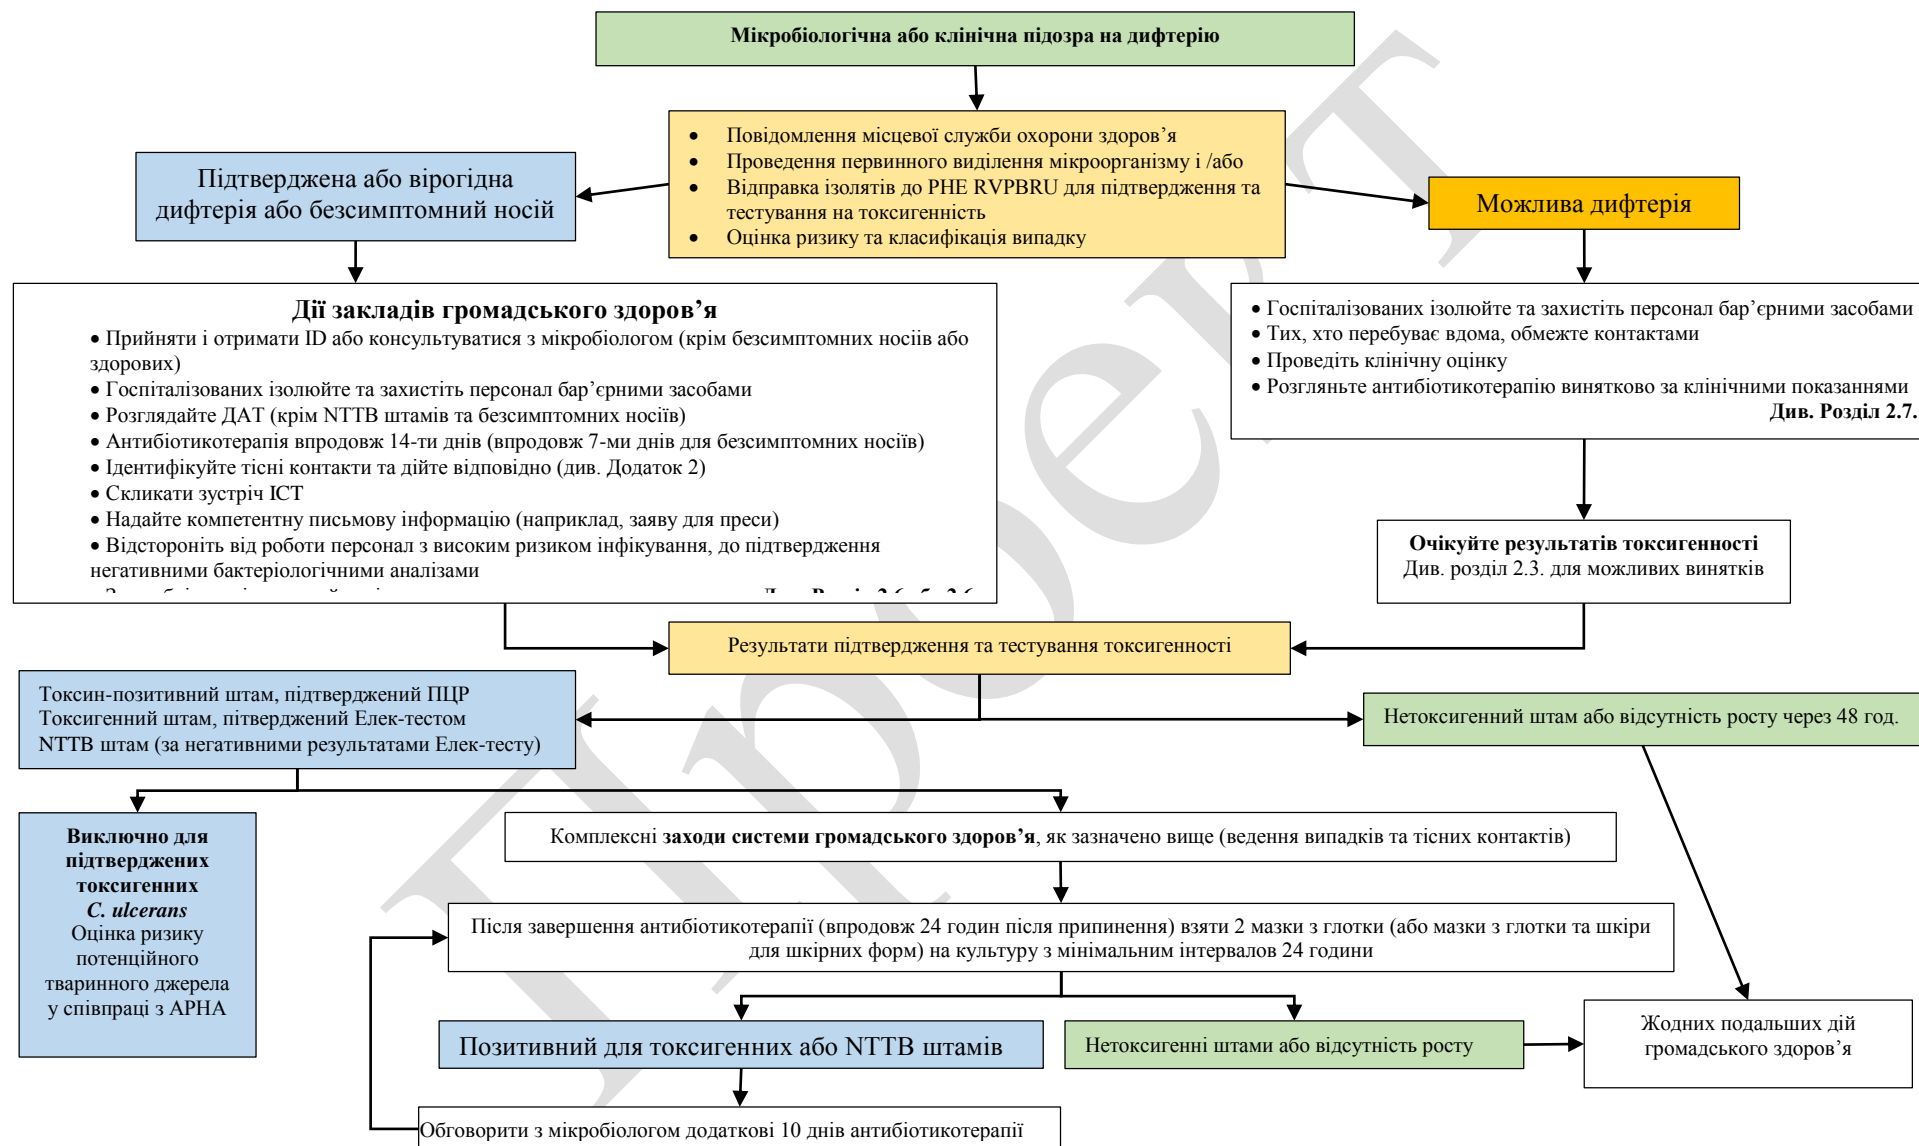 Мікробіологічна або клінічна підозра на дифтерію
• Повідомлення місцевої служби охорони здоров’я
• Проведення первинного виділення мікроорганізму і /або
• Відправка ізолятів до PHE RVPBRU для підтвердження та
тестування на токсигенність
• Оцінка ризику та класифікація випадку
Підтверджена або вірогідна
дифтерія або безсимптомний носій
Можлива дифтерія
Дії закладів громадського здоров’я
• Прийняти і отримати ID або консультуватися з мікробіологом (крім безсимптомних носіїв або
здорових)
• Госпіталізованих ізолюйте та захистіть персонал бар’єрними засобами
• Розглядайте ДАТ (крім NTTB штамів та безсимптомних носіїв)
• Антибіотикотерапія впродовж 14-ти днів (впродовж 7-ми днів для безсимптомних носіїв)
• Ідентифікуйте тісні контакти та дійте відповідно (див. Додаток 2)
• Скликати зустріч ICT
• Надайте компетентну письмову інформацію (наприклад, заяву для преси)
• Відстороніть від роботи персонал з високим ризиком інфікування, до підтвердження
негативними бактеріологічними аналізами
• Госпіталізованих ізолюйте та захистіть персонал бар’єрними засобами
• Тих, хто перебуває вдома, обмежте контактами
• Проведіть клінічну оцінку
• Розгляньте антибіотикотерапію винятково за клінічними показаннями
Див. Розділ 2.7.
Очікуйте результатів токсигенності
Див. розділ 2.3. для можливих винятків
Результати підтвердження та тестування токсигенності
Токсин-позитивний штам, підтверджений ПЦР
Токсигенний штам, пітверджений Елек-тестом
NTTB штам (за негативними результатами Елек-тесту)
Нетоксигенний штам або відсутність росту через 48 год.
Виключно для
підтверджених
токсигенних
C. ulcerans
Оцінка ризику
потенційного
тваринного джерела
у співпраці з APHA
Комплексні заходи системи громадського здоров’я, як зазначено вище (ведення випадків та тісних контактів)
Після завершення антибіотикотерапії (впродовж 24 годин після припинення) взяти 2 мазки з глотки (або мазки з глотки та шкіри
для шкірних форм) на культуру з мінімальним інтервалов 24 години
Позитивний для токсигенних або NTTB штамів
Нетоксигенні штами або відсутність росту
Жодних подальших дій
громадського здоров’я
Обговорити з мікробіологом додаткові 10 днів антибіотикотерапії
Проект